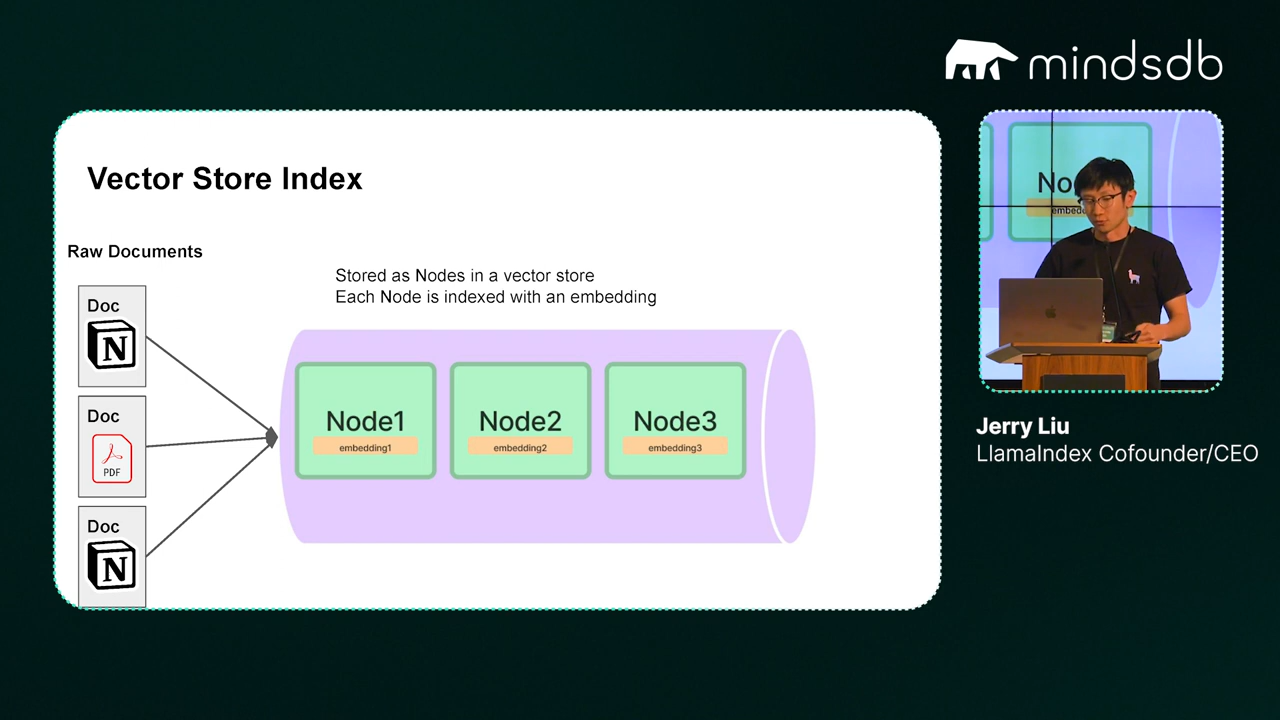 mindsdb
Vector Store Index
Raw Documents
Stored as Nodes in a vector store
Each Node is indexed with an embedding
Doc
N
Doc
PDF
Doc
N
Node1
embedding1
Node2
embedding2
Node3
embedding3
Jerry Liu
LlamaIndex Cofounder/CEO